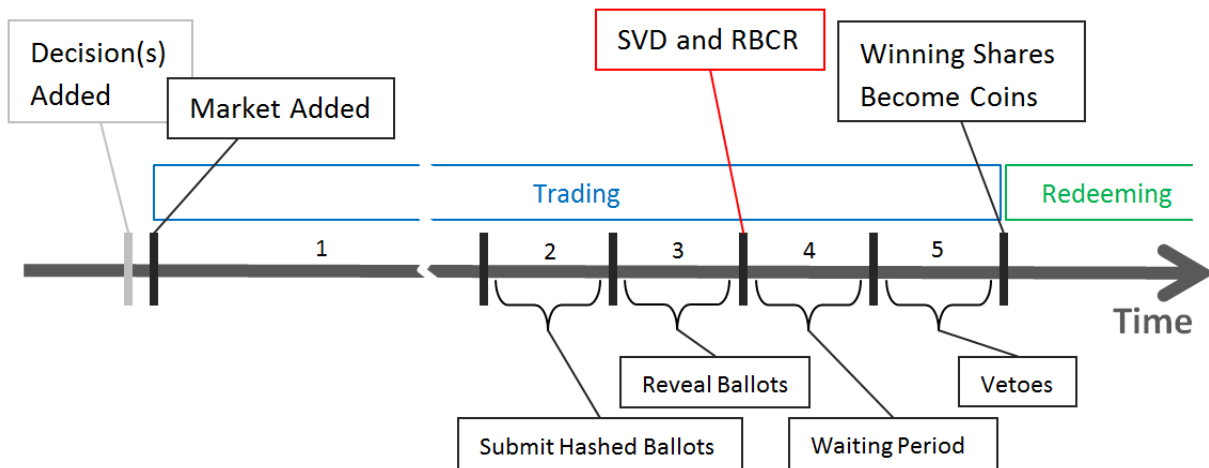 Decision(s)
Added
Market Added
SVD and RBCR
Winning Shares
Become Coins
Trading
Redeeming
1
2
3
4
5
Time
Reveal Ballots
Vetoes
Submit Hashed Ballots
Waiting Period